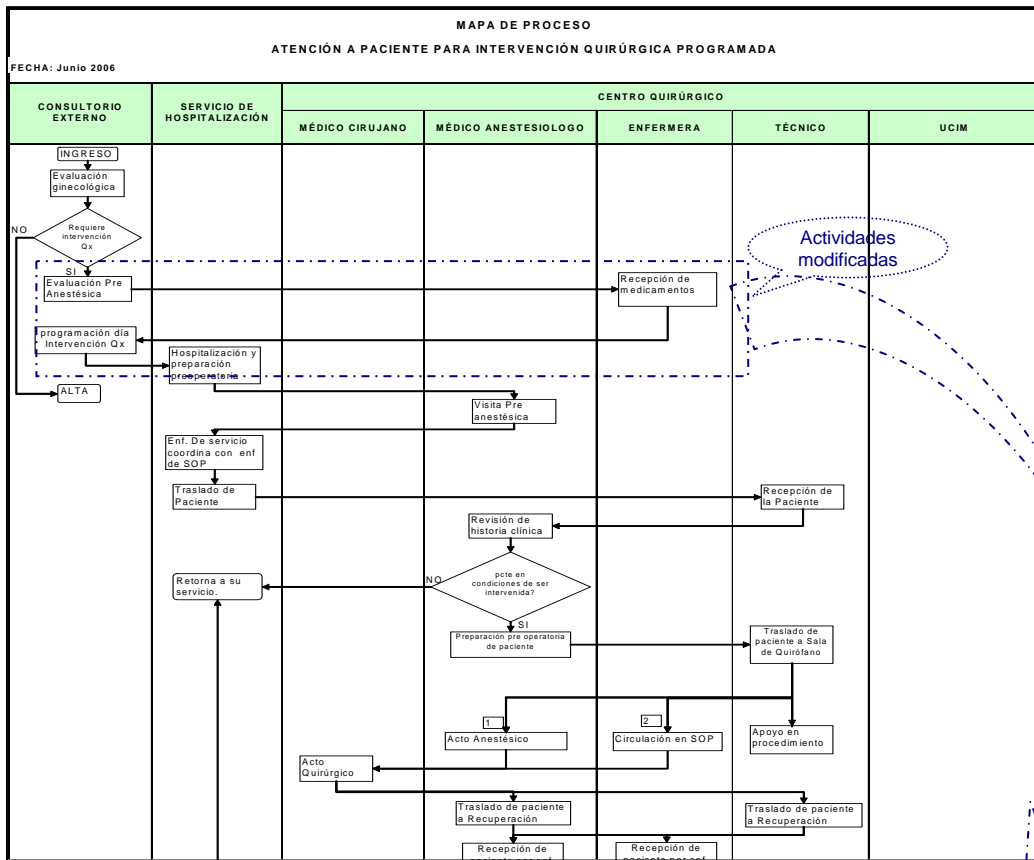 MAPA DE PROCESO
ATENCIÓN A PACIENTE PARA INTERVENCIÓN QUIRÚRGICA PROGRAMADA
FECHA: Junio 2006
CONSULTORIO
EXTERNO
SERVICIO DE
HOSPITALIZACIÓN
CENTRO QUIRÚRGICO
MÉDICO CIRUJANO
MÉDICO ANESTESIOLOGO
ENFERMERA
TÉCNICO
UCIM
INGRESO
Evaluación
ginecológica
NO
Requiere
intervención
Qx
SI
Actividades
modificadas
Evaluación Pre
Anestésica
Recepción de
medicamentos
programación día
Intervención Qx
Hospitalización y
preparación
preoperatoria
ALTA
Visita Pre
anestésica
Enf. De servicio
coordina con enf
de SOP
Traslado de
Paciente
Recepción de
la Paciente
Revisión de
historia clínica
Retorna a su
servicio.
NO
pcte en
condiciones de ser
intervenida?
SI
Preparación pre operatoria
de paciente
Traslado de
paciente a Sala
de Quirófano
1
2
Acto Anestésico
Circulación en SOP
Apoyo en
procedimiento
Acto
Quirúrgico
Traslado de paciente
a Recuperación
Traslado de paciente
a Recuperación
Recepción de
paciente por enf
Recepción de
paciente por enf